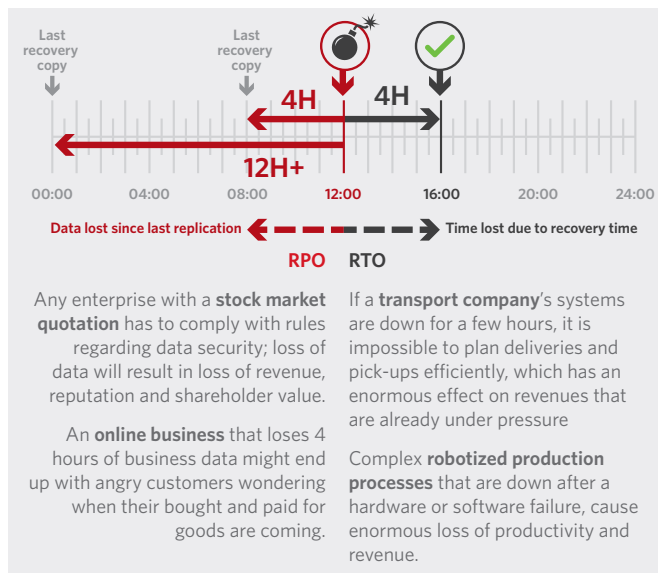 Last
recovery
copy
Last
recovery
copy
4H
4H
12H+
00:00
04:00
08:00
12:00
16:00
20:00
24:00
Data lost since last replication
Time lost due to recovery time
RPO
RTO
Any enterprise with a stock market
quotation has to comply with rules
regarding data security; loss of
data will result in loss of revenue,
reputation and shareholder value.
An online business that loses 4
hours of business data might end
up with angry customers wondering
when their bought and paid for
goods are coming.
If a transport company's systems
are down for a few hours, it is
impossible to plan deliveries and
pick-ups efficiently, which has an
enormous effect on revenues that
are already under pressure
Complex robotized production
processes that are down after a
hardware or software failure, cause
enormous loss of productivity and
revenue.